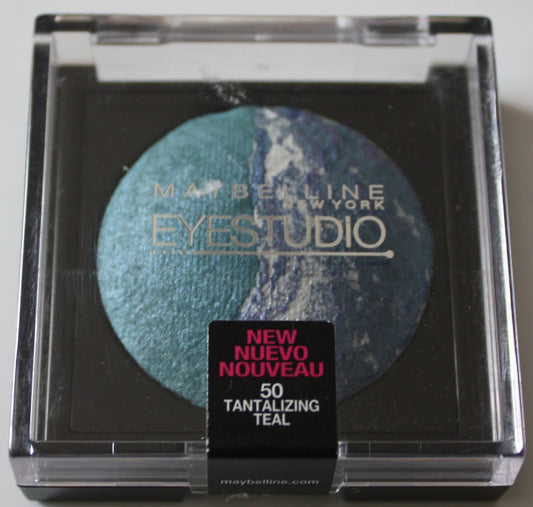 MAYBELLINE
NEW YORK
EYESTUDIO
NEW
NUEVO
NOUVEAU
50
TANTALIZING
TEAL
maybelline.com